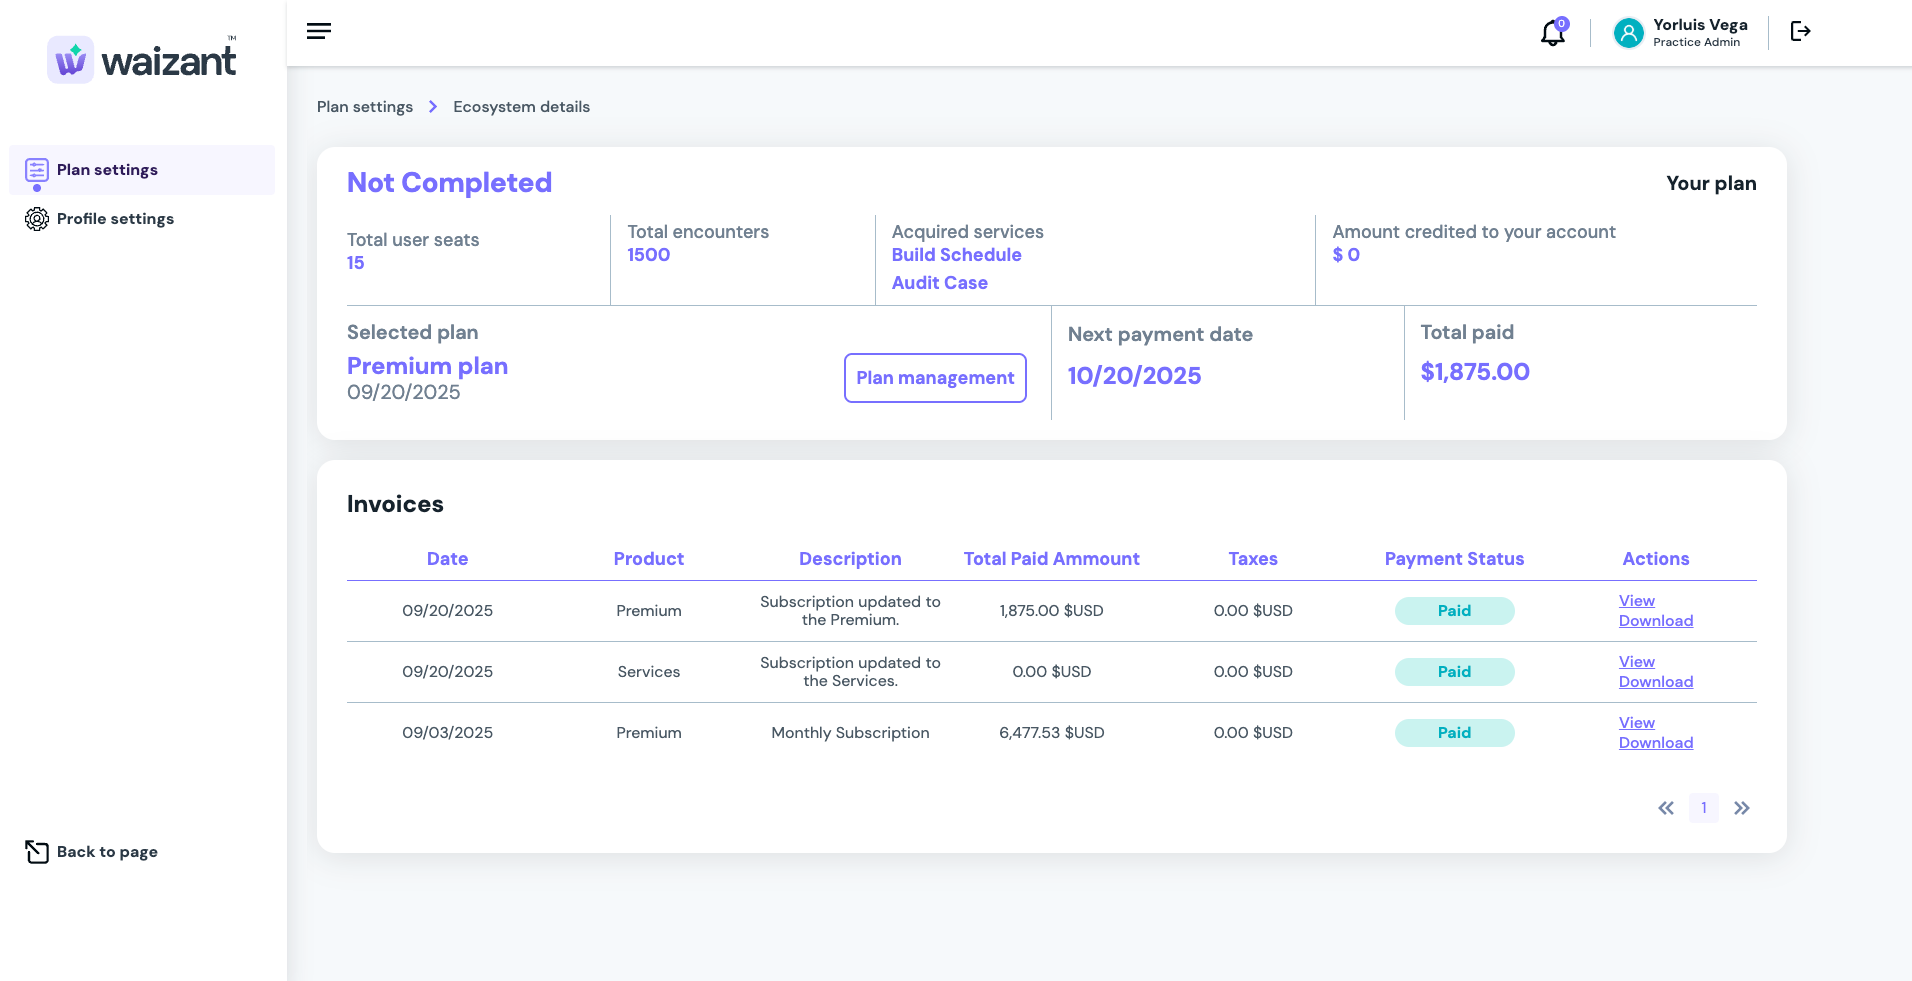 waizant™
0
Yorluis Vega
Practice Admin
Plan settings
Profile settings
Back to page
Plan settings
Ecosystem details
Not Completed
Your plan
Total user seats
15
Total encounters
1500
Acquired services
Build Schedule
Audit Case
Amount credited to your account
$ 0
Selected plan
Premium plan
09/20/2025
Plan management
Next payment date
10/20/2025
Total paid
$1,875.00
Invoices
Date Product Description Total Paid Ammount Taxes Payment Status Actions
09/20/2025 Premium Subscription updated to
the Premium. 1,875.00 $USD 0.00 $USD Paid View
Download
09/20/2025 Services Subscription updated to
the Services. 0.00 $USD 0.00 $USD Paid View
Download
09/03/2025 Premium Monthly Subscription 6,477.53 $USD 0.00 $USD Paid View
Download
1